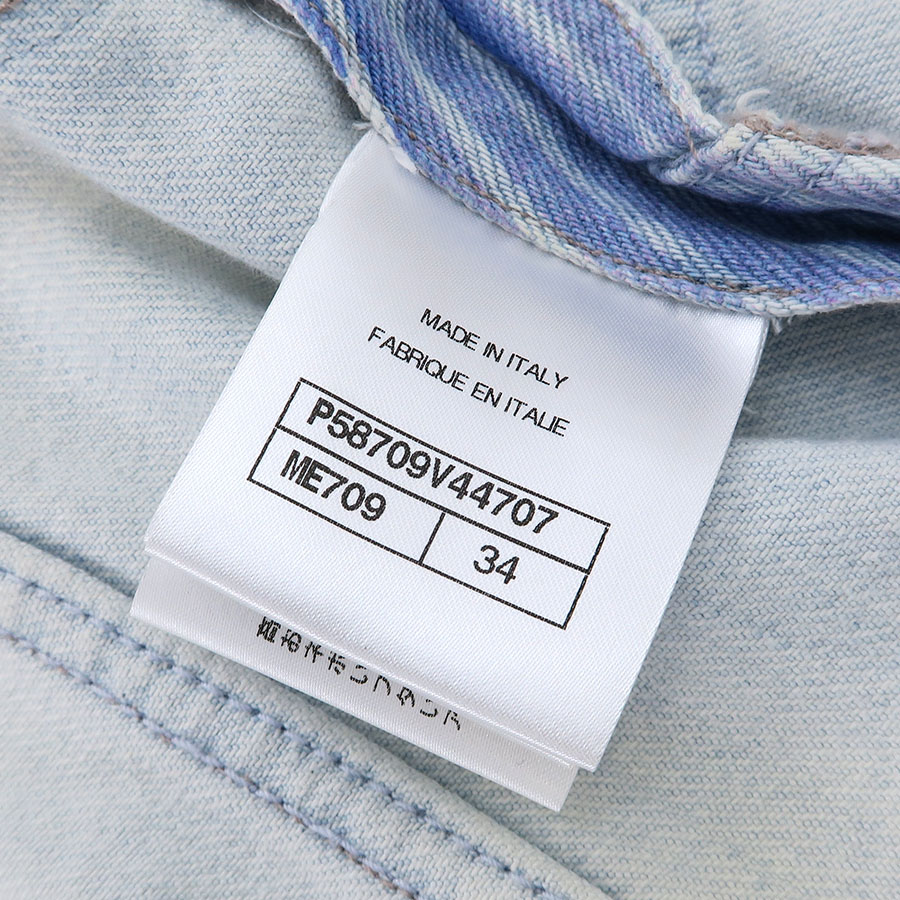 MADE IN ITALY
FABRIQUE EN ITALIE
P58709V44707
ME709 34